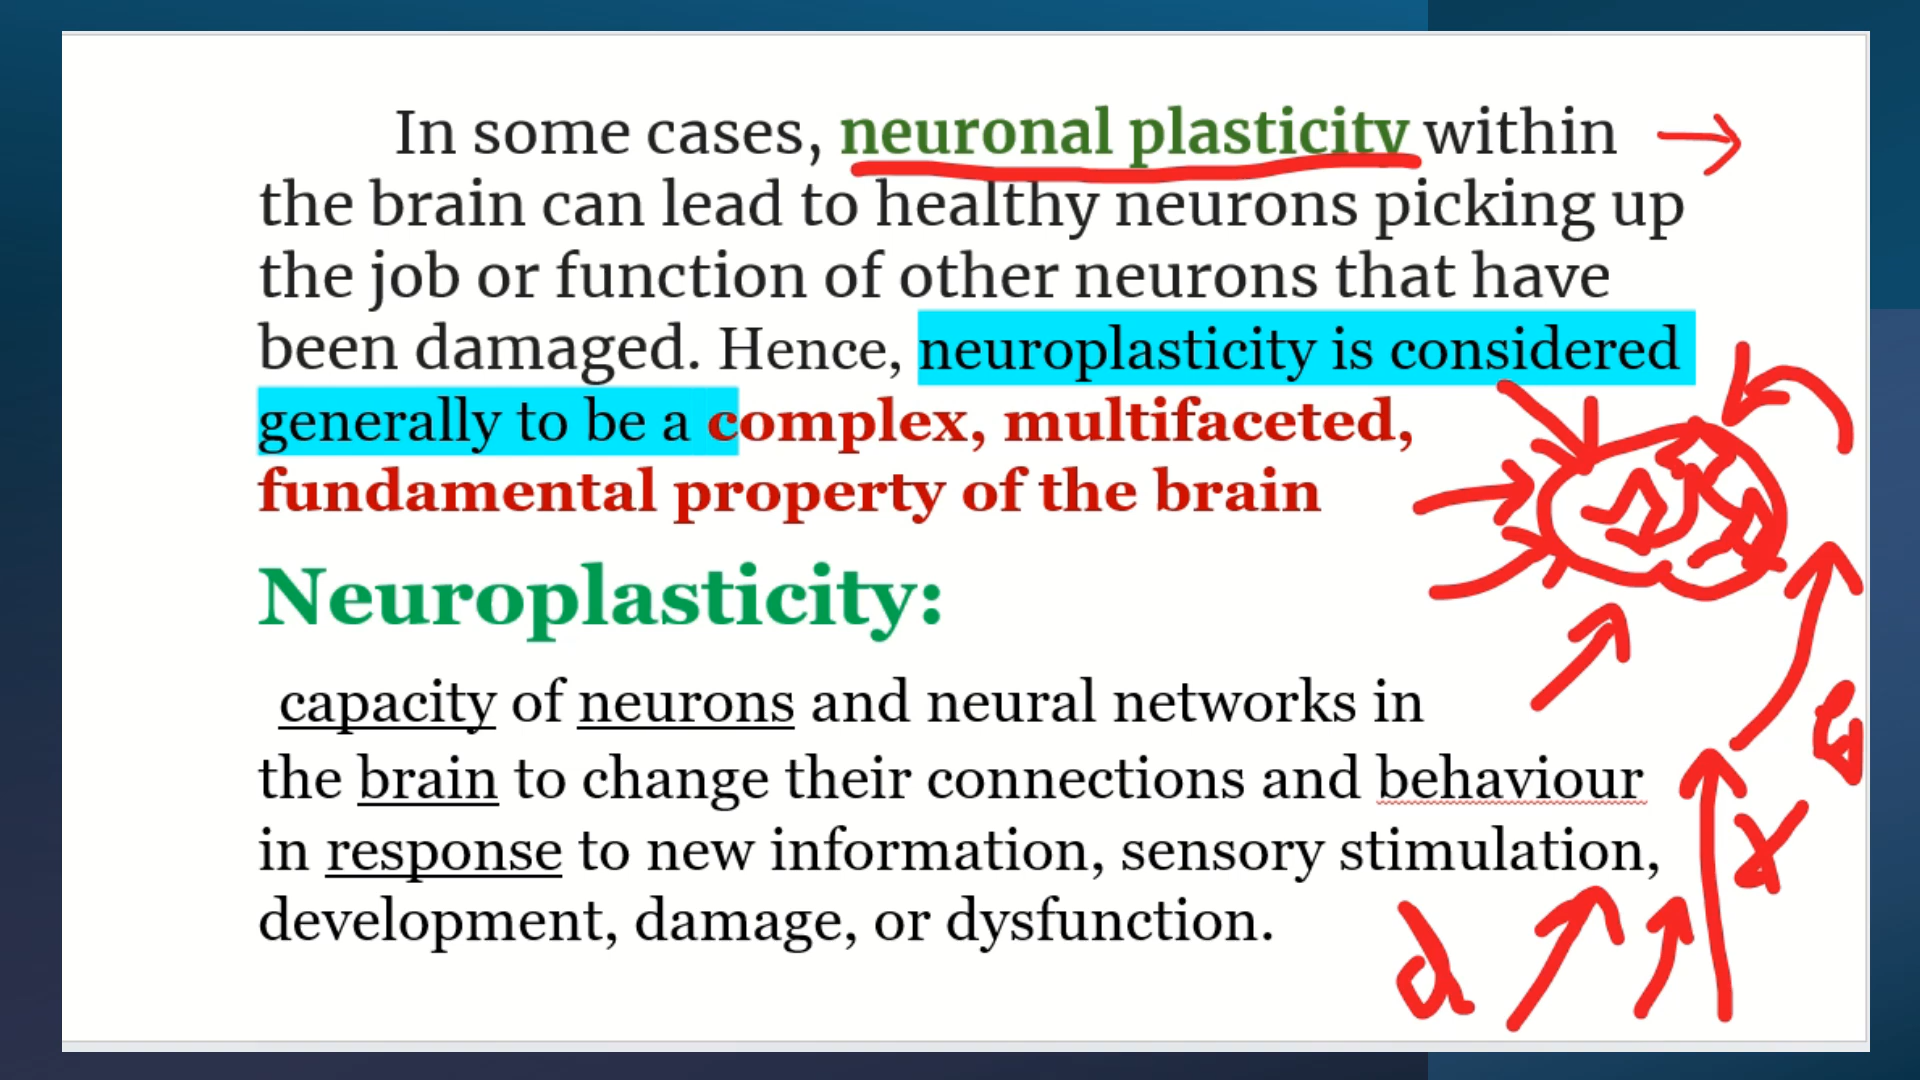 In some cases, neuronal plasticity within
the brain can lead to healthy neurons picking up
the job or function of other neurons that have
been damaged. Hence, neuroplasticity is considered
generally to be a complex, multifaceted,
fundamental property of the brain
Neuroplasticity:
capacity of neurons and neural networks in
the brain to change their connections and behaviour
in response to new information, sensory stimulation,
development, damage, or dysfunction.